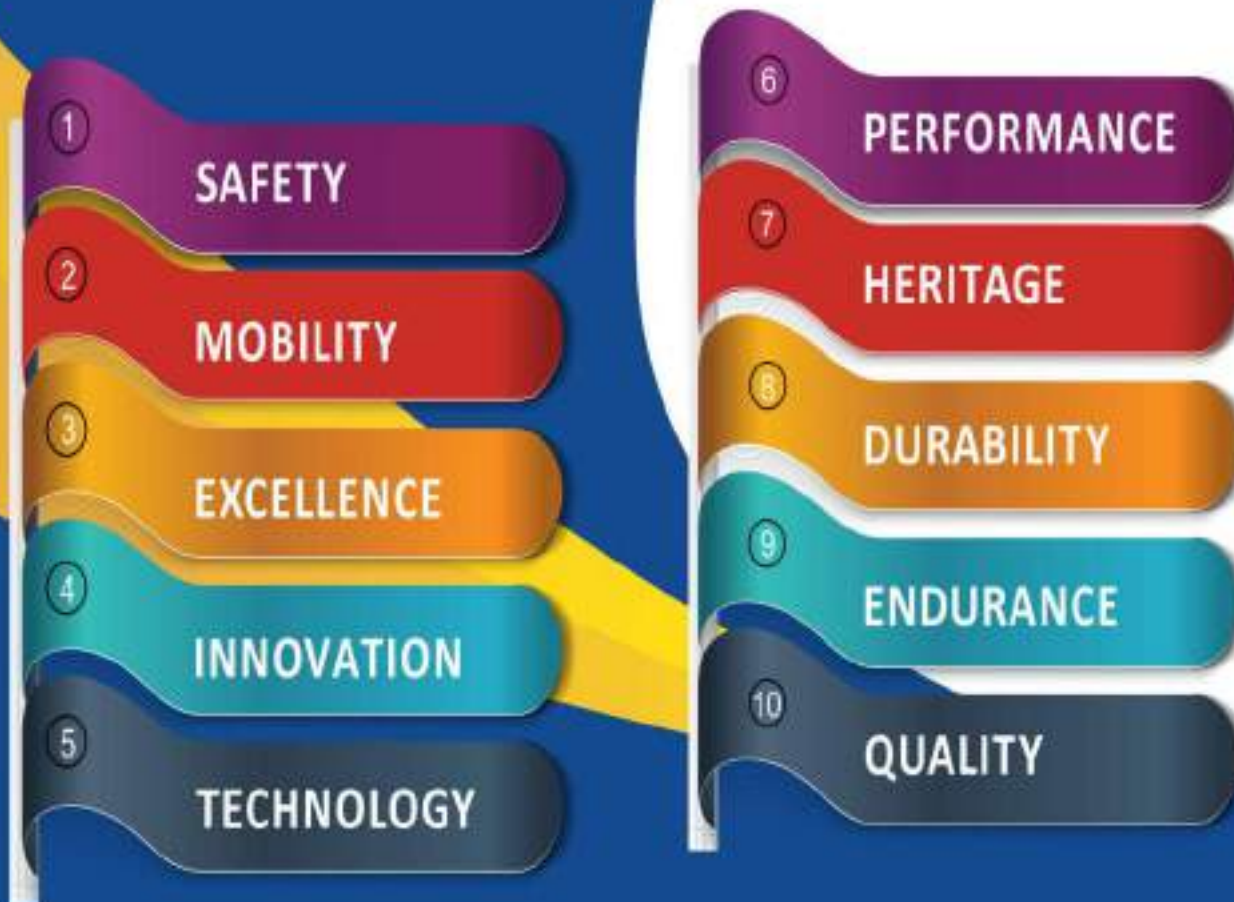 1
SAFETY
2
MOBILITY
3
EXCELLENCE
4
INNOVATION
5
TECHNOLOGY
6
PERFORMANCE
7
HERITAGE
8
DURABILITY
9
ENDURANCE
10
QUALITY